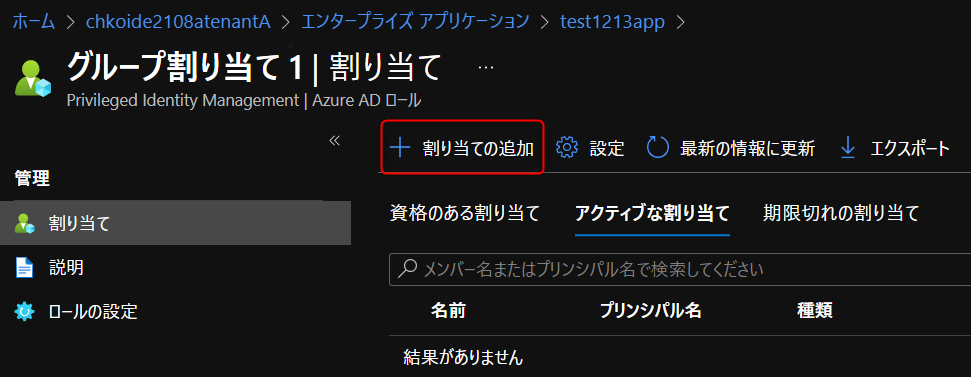 ホーム > chkoide2108atenantA > エンタープライズ アプリケーション > test1213app >
グループ割り当て 1 | 割り当て ...
Privileged Identity Management | Azure AD ロール
«
管理
割り当て
説明
ロールの設定
+ 割り当ての追加 設定 最新の情報に更新 エクスポート
資格のある割り当て アクティブな割り当て 期限切れの割り当て
メンバー名またはプリンシパル名で検索してください
名前 プリンシパル名 種類
結果がありません